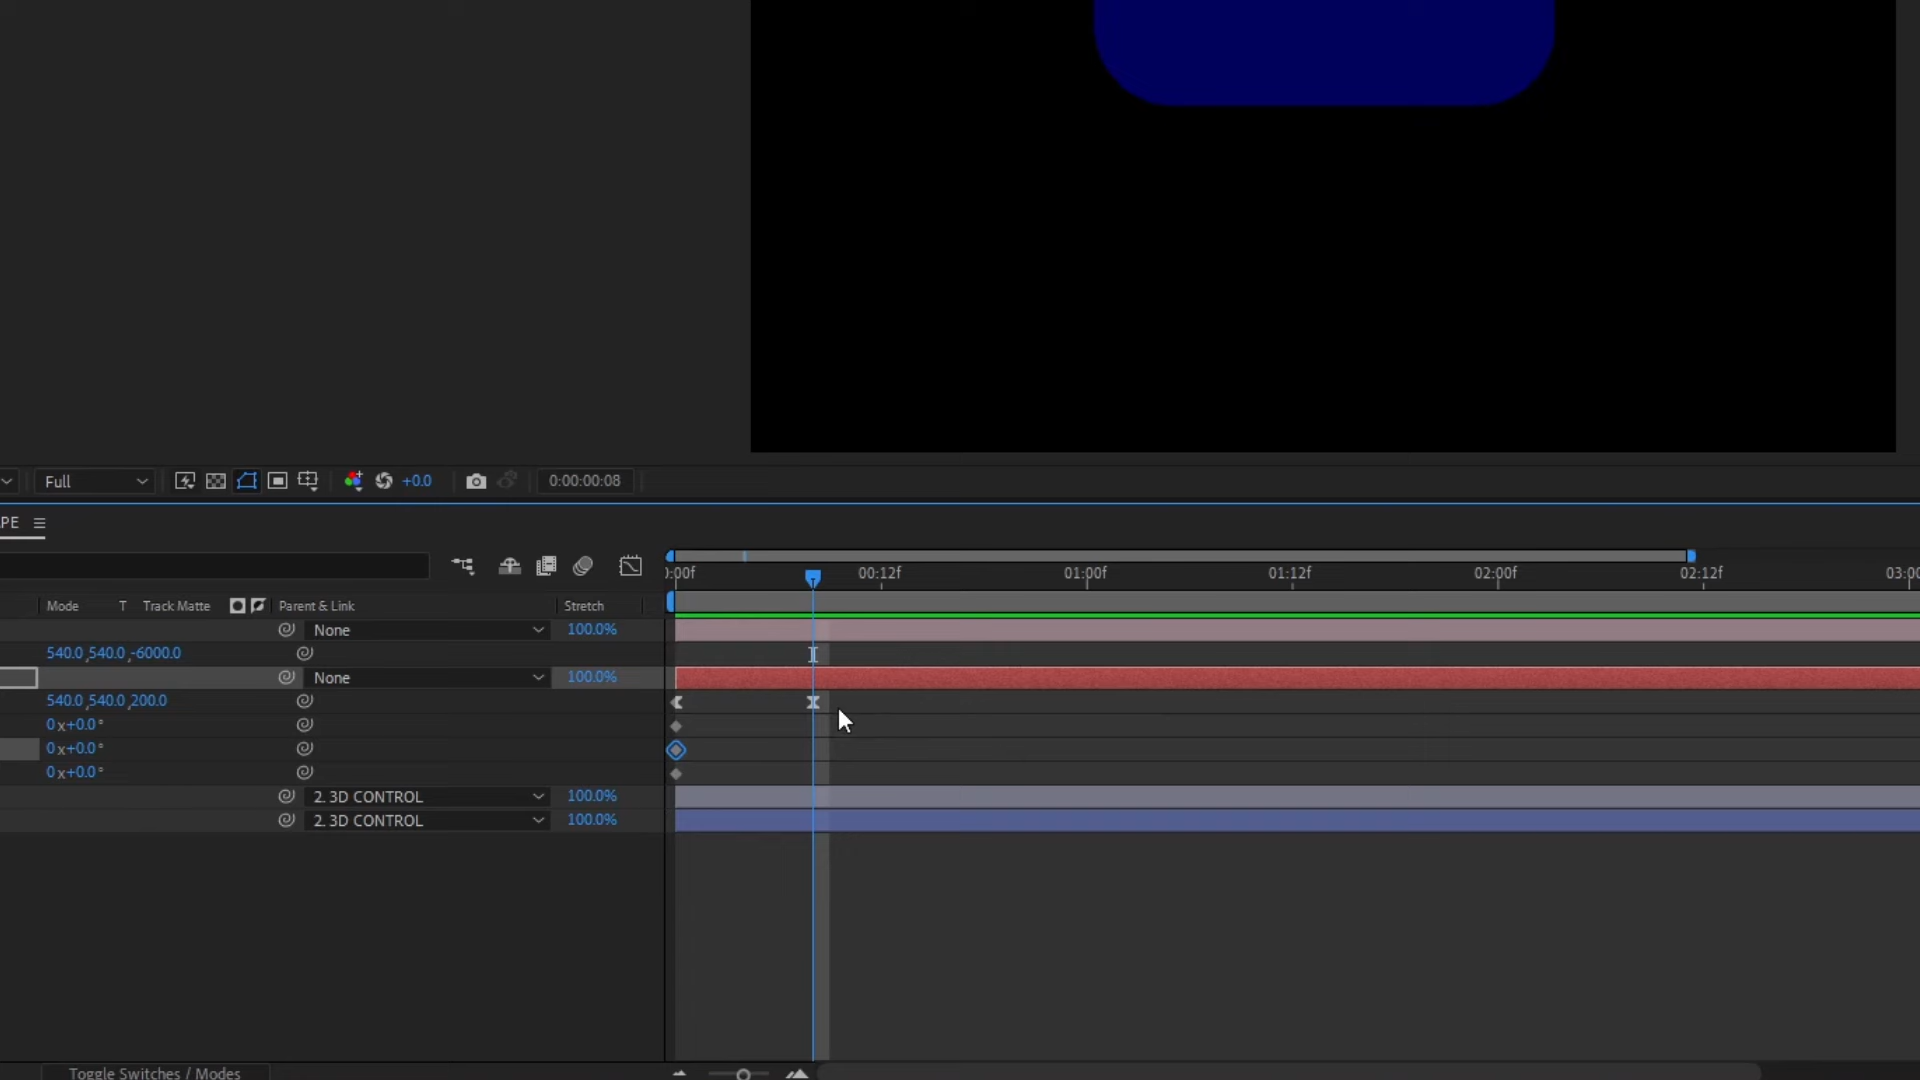 Full +0.0 0:00:00:08
PE
0:00f 00:12f 01:00f 01:12f 02:00f 02:12f 03:00
Mode T Track Matte Parent & Link Stretch
None 100.0%
540.0,540.0,-6000.0
None 100.0%
540.0,540.0,200.0
0x+0.0°
0x+0.0°
0x+0.0°
2. 3D CONTROL 100.0%
2. 3D CONTROL 100.0%
Toggle Switches / Modes